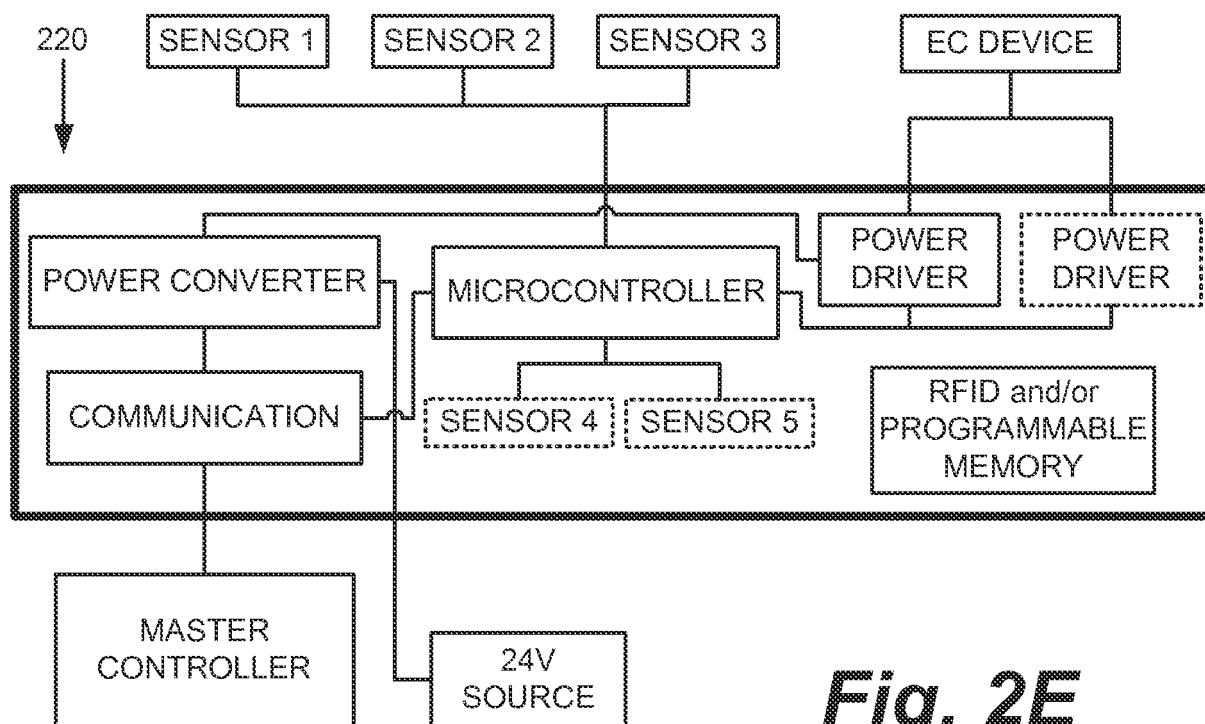 220
SENSOR 1
SENSOR 2
SENSOR 3
EC DEVICE
POWER CONVERTER
MICROCONTROLLER
POWER
DRIVER
POWER
DRIVER
COMMUNICATION
SENSOR 4
SENSOR 5
RFID and/or
PROGRAMMABLE
MEMORY
MASTER
CONTROLLER
24V
SOURCE
Fig. 2E